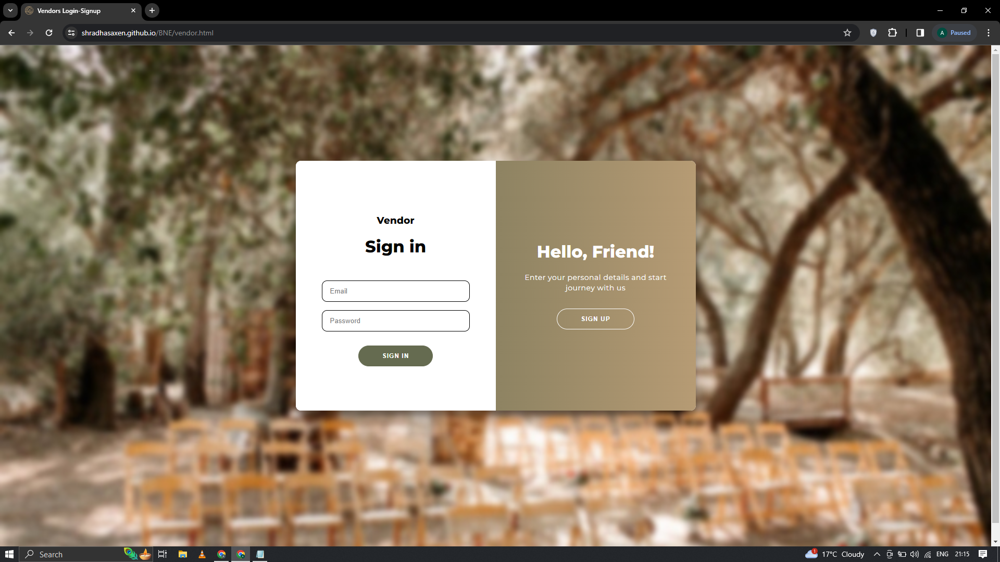 Vendors Login-Signup
shradhasaxen.github.io/BNE/vendor.html
A Paused
Vendor
Sign in
Email
Password
SIGN IN
Hello, Friend!
Enter your personal details and start
journey with us
SIGN UP
Search
1 17°C Cloudy
ENG 21:15